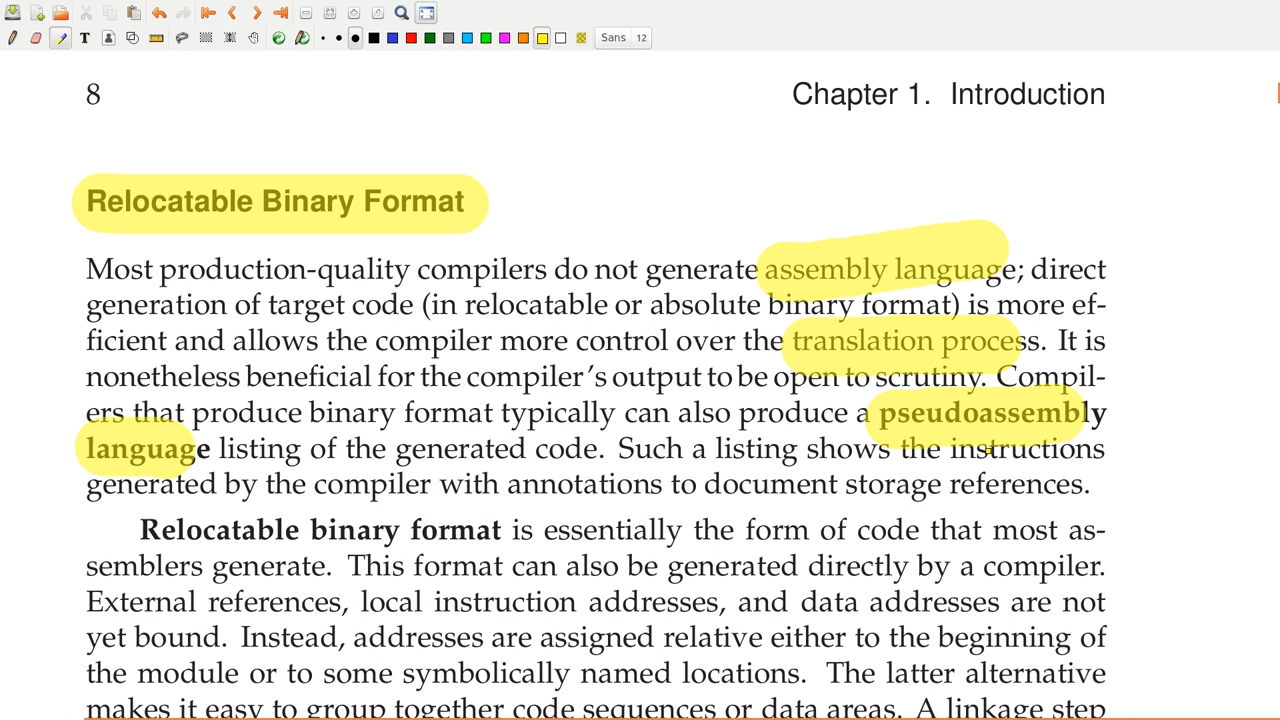 T
Sans 12
8 Chapter 1. Introduction
Relocatable Binary Format
Most production-quality compilers do not generate assembly language; direct
generation of target code (in relocatable or absolute binary format) is more ef-
ficient and allows the compiler more control over the translation process. It is
nonetheless beneficial for the compiler's output to be open to scrutiny. Compil-
ers that produce binary format typically can also produce a pseudoassembly
language listing of the generated code. Such a listing shows the instructions
generated by the compiler with annotations to document storage references.
Relocatable binary format is essentially the form of code that most as-
semblers generate. This format can also be generated directly by a compiler.
External references, local instruction addresses, and data addresses are not
yet bound. Instead, addresses are assigned relative either to the beginning of
the module or to some symbolically named locations. The latter alternative
makes it easy to group together code sequences or data areas. A linkage step